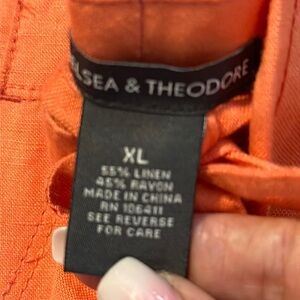 ELSEA & THEODORE
XL
55% LINEN
45% RAYON
MADE IN CHINA
RN 106411
SEE REVERSE
FOR CARE